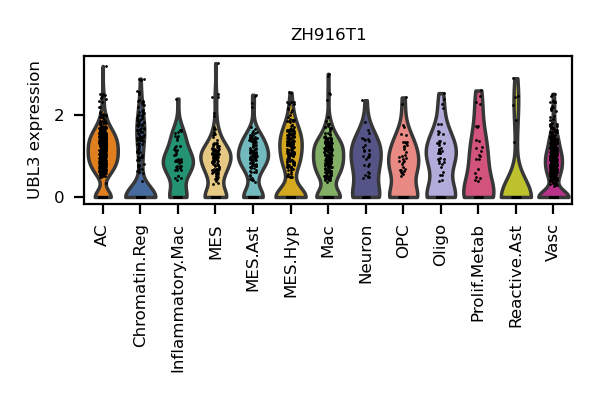 ZH916T1
UBL3 expression
2
0
AC
Chromatin.Reg
Inflammatory.Mac
MES
MES.Ast
MES.Hyp
Mac
Neuron
OPC
Oligo
Prolif.Metab
Reactive.Ast
Vasc